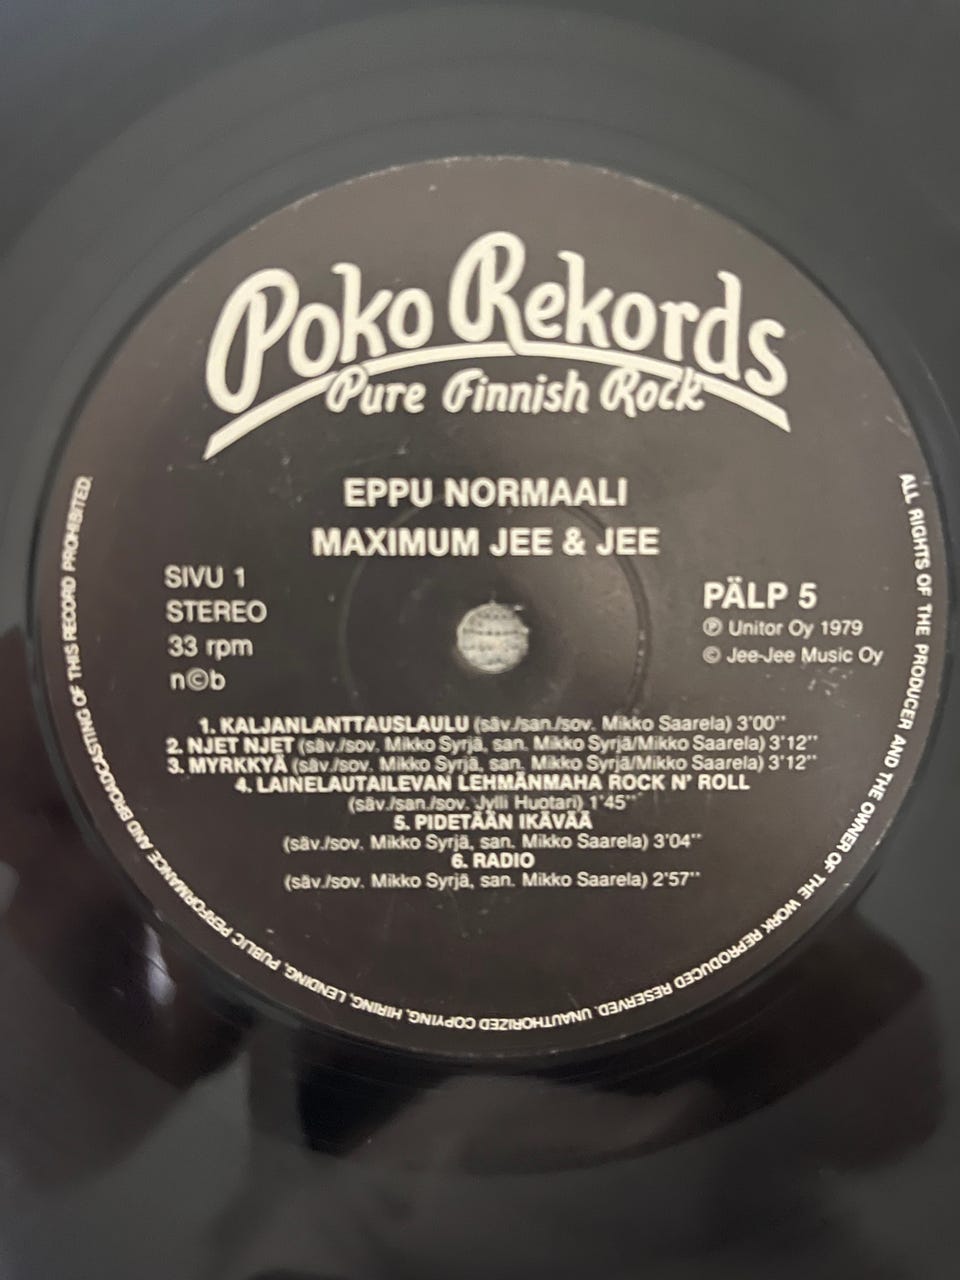 Poko Rekords
Pure Finnish Rock
EPPU NORMAALI
MAXIMUM JEE & JEE
SIVU 1
STEREO
33 rpm
n©b
PÄLP 5
℗ Unitor Oy 1979
© Jee-Jee Music Oy
1. KALJANLANTTAUSLAULU (säv./san./sov. Mikko Saarela) 3'00''
2. NJET NJET (säv./sov. Mikko Syrjä, san. Mikko Syrjä/Mikko Saarela) 3'12''
3. MYRKKYÄ (säv./sov. Mikko Syrjä, san. Mikko Syrjä/Mikko Saarela) 3'12''
4. LAINELAUTAILEVAN LEHMÄNMAHA ROCK N' ROLL
(säv./san./sov. Jylli Huotari) 1'45''
5. PIDETÄÄN IKÄVÄÄ
(säv./sov. Mikko Syrjä, san. Mikko Saarela) 3'04''
6. RADIO
(säv./sov. Mikko Syrjä, san. Mikko Saarela) 2'57''
ALL RIGHTS OF THE PRODUCER AND THE OWNER OF THE WORK REPRODUCED RESERVED. UNAUTHORIZED COPYING, HIRING, LENDING, PUBLIC PERFORMANCE AND BROADCASTING OF THIS RECORD PROHIBITED.